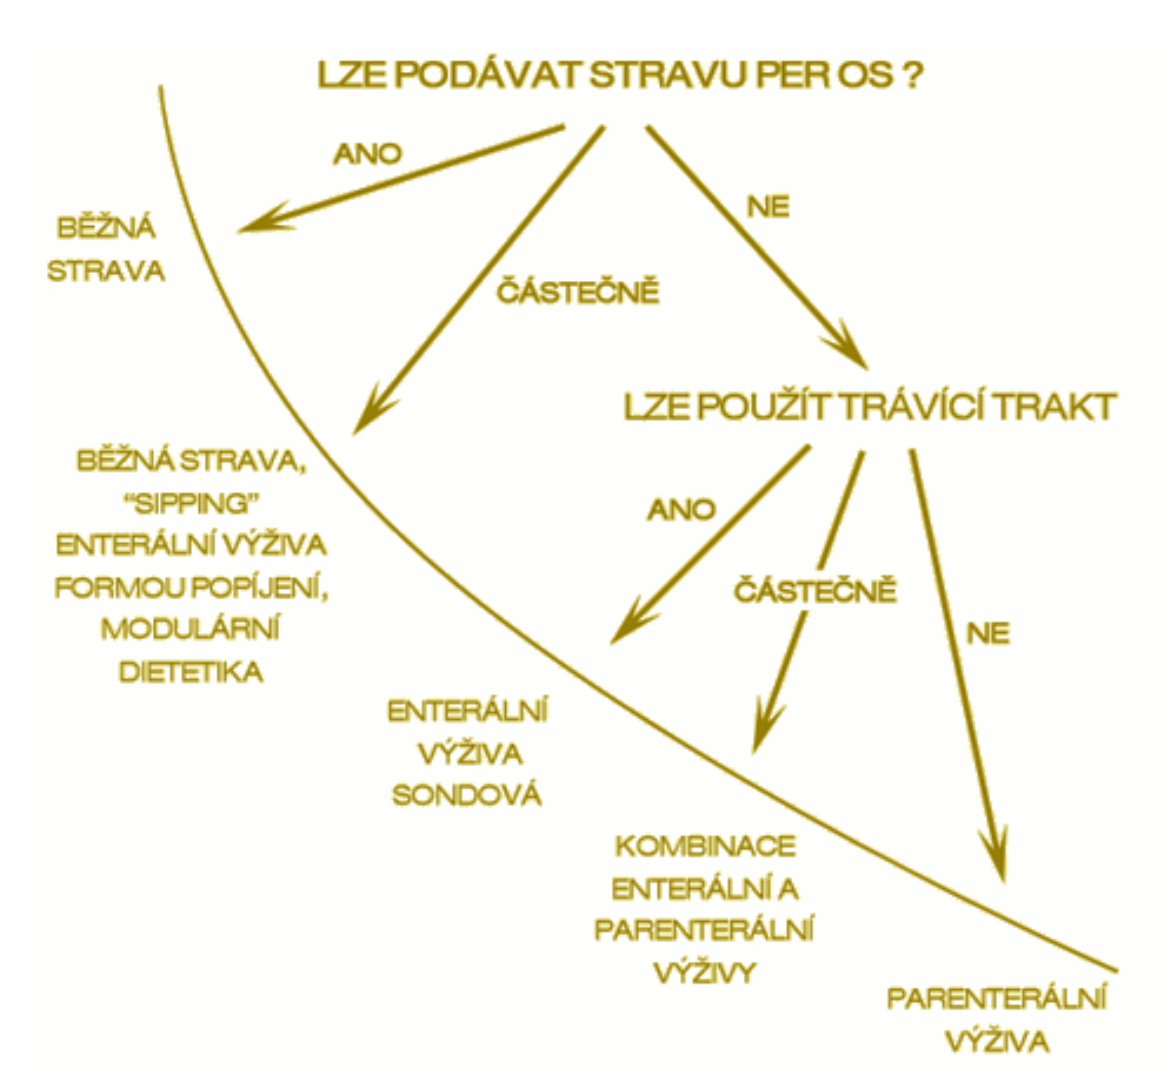 LZE PODÁVAT STRAVU PER OS ?
ANO
NE
BĚŽNÁ
STRAVA
ČÁSTEČNĚ
LZE POUŽÍT TRÁVÍCÍ TRAKT
BĚŽNÁ STRAVA,
“SIPPING”
ENTERÁLNÍ VÝŽIVA
FORMOU POPÍJENÍ,
MODULÁRNÍ
DIETETIKA
ANO
ČÁSTEČNĚ
NE
ENTERÁLNÍ
VÝŽIVA
SONDOVÁ
KOMBINACE
ENTERÁLNÍ A
PARENTERÁLNÍ
VÝŽIVY
PARENTERÁLNÍ
VÝŽIVA